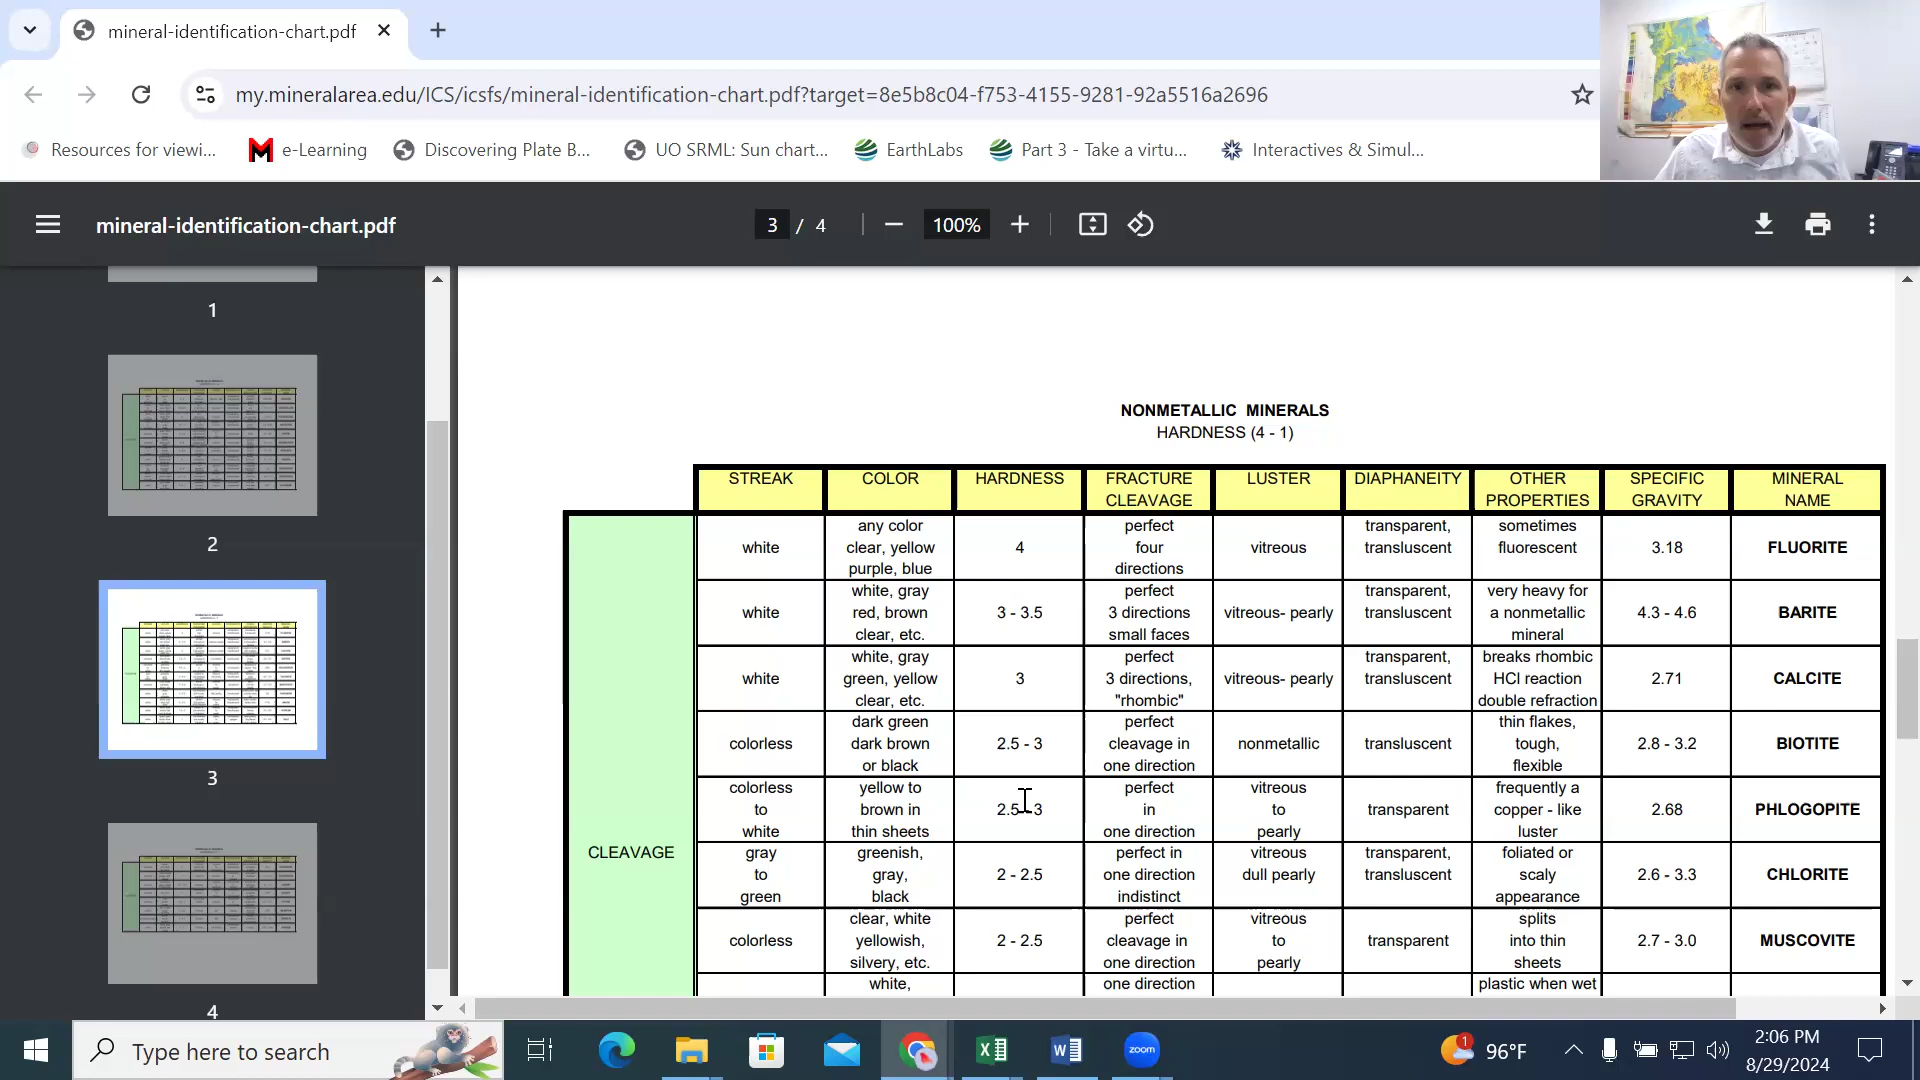 mineral-identification-chart.pdf
my.mineralarea.edu/ICS/icsfs/mineral-identification-chart.pdf?target=8e5b8c04-f753-4155-9281-92a5516a2696
Resources for viewi...
e-Learning
Discovering Plate B...
UO SRML: Sun chart...
EarthLabs
Part 3 - Take a virtu...
Interactives & Simul...
mineral-identification-chart.pdf
3 / 4
100%
1
2
3
4
NONMETALLIC MINERALS
HARDNESS (4 - 1)
STREAK
COLOR
HARDNESS
FRACTURE
CLEAVAGE
LUSTER
DIAPHANEITY
OTHER
PROPERTIES
SPECIFIC
GRAVITY
MINERAL
NAME
CLEAVAGE
white
any color
clear, yellow
purple, blue
4
perfect
four
directions
vitreous
transparent,
transluscent
sometimes
fluorescent
3.18
FLUORITE
white
white, gray
red, brown
clear, etc.
3 - 3.5
perfect
3 directions
small faces
vitreous- pearly
transparent,
transluscent
very heavy for
a nonmetallic
mineral
4.3 - 4.6
BARITE
white
white, gray
green, yellow
clear, etc.
3
perfect
3 directions,
"rhombic"
vitreous- pearly
transparent,
transluscent
breaks rhombic
HCl reaction
double refraction
2.71
CALCITE
colorless
dark green
dark brown
or black
2.5 - 3
perfect
cleavage in
one direction
nonmetallic
transluscent
thin flakes,
tough,
flexible
2.8 - 3.2
BIOTITE
colorless
to
white
yellow to
brown in
thin sheets
2.5 - 3
perfect
in
one direction
vitreous
to
pearly
transparent
frequently a
copper - like
luster
2.68
PHLOGOPITE
gray
to
green
greenish,
gray,
black
2 - 2.5
perfect in
one direction
indistinct
vitreous
dull pearly
transparent,
transluscent
foliated or
scaly
appearance
2.6 - 3.3
CHLORITE
colorless
clear, white
yellowish,
silvery, etc.
2 - 2.5
perfect
cleavage in
one direction
vitreous
to
pearly
transparent
splits
into thin
sheets
2.7 - 3.0
MUSCOVITE
white,
one direction
plastic when wet
Type here to search
zoom
1
96°F
2:06 PM
8/29/2024